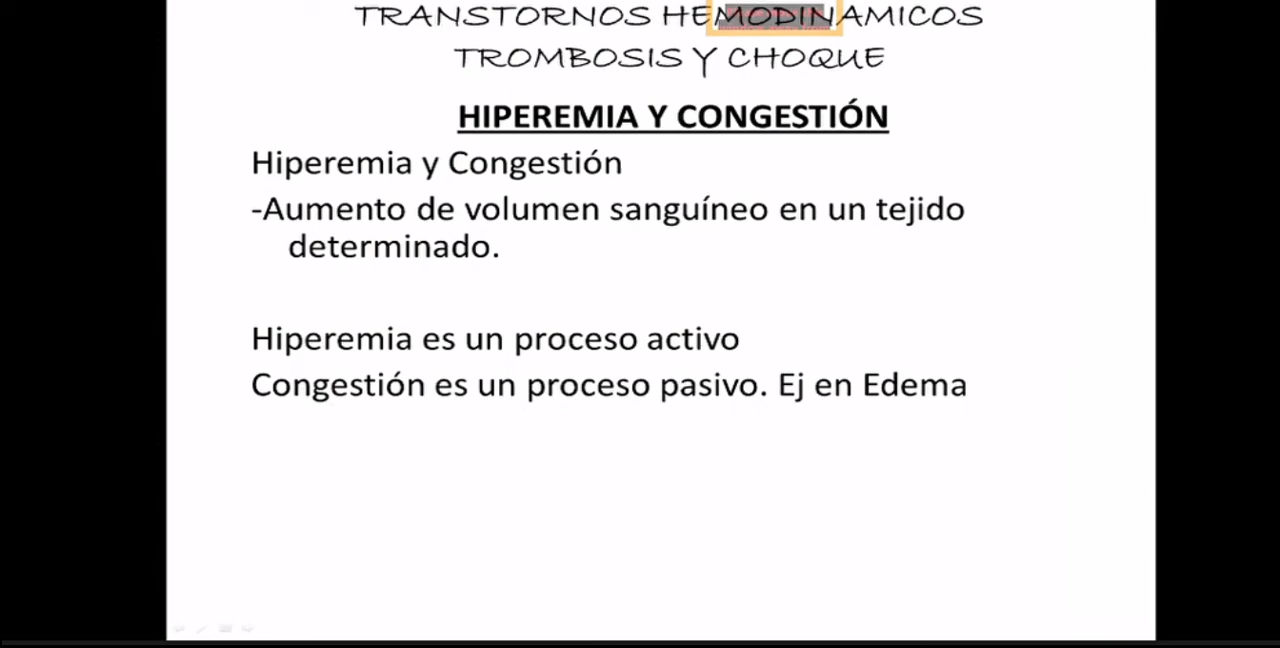 TRANSTORNOS HEMODINAMICOS
TROMBOSIS Y CHOQUE
HIPEREMIA Y CONGESTIÓN
Hiperemia y Congestión
-Aumento de volumen sanguíneo en un tejido
determinado.
Hiperemia es un proceso activo
Congestión es un proceso pasivo. Ej en Edema